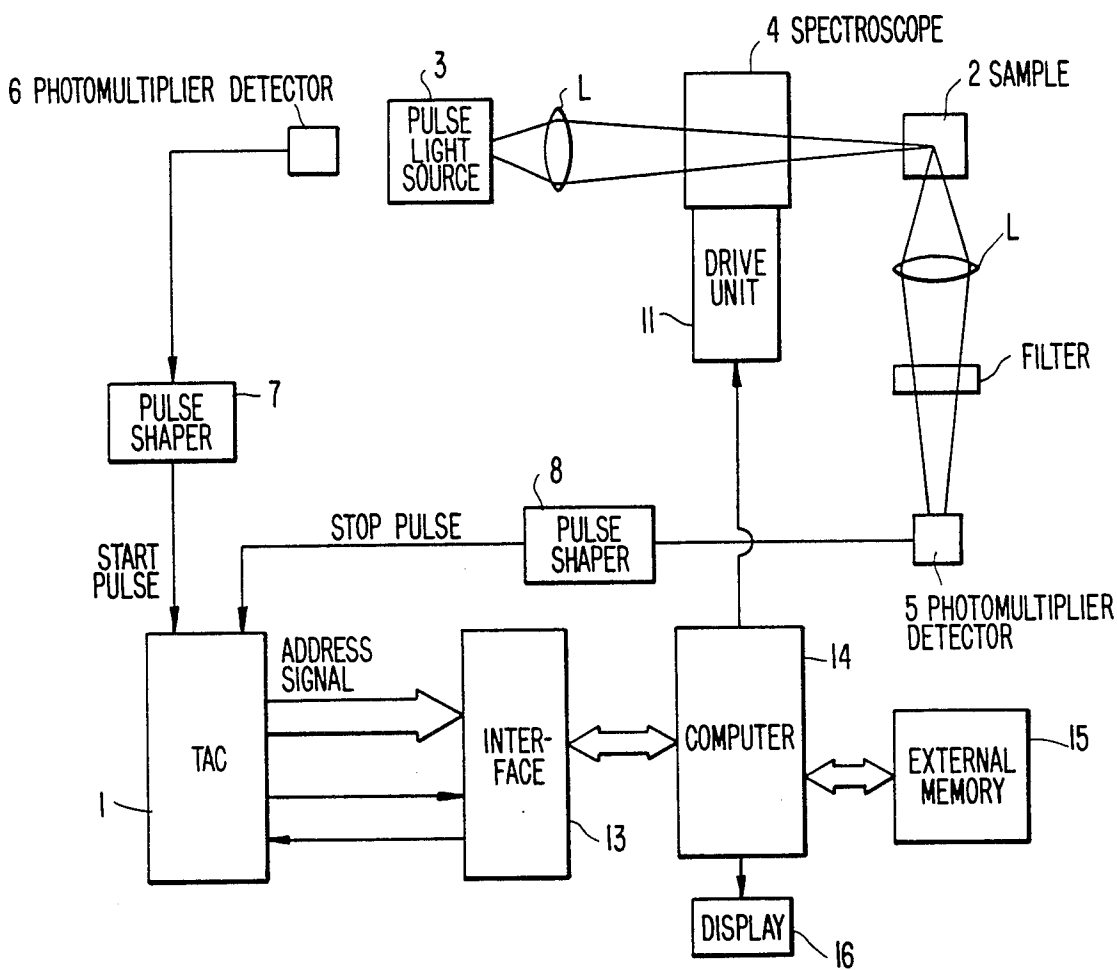 4 SPECTROSCOPE
6 PHOTOMULTIPLIER DETECTOR
3
L
2 SAMPLE
PULSE
LIGHT
SOURCE
L
DRIVE
UNIT
11
FILTER
7
PULSE
SHAPER
8
STOP PULSE
PULSE
SHAPER
START
PULSE
5 PHOTOMULTIPLIER
DETECTOR
ADDRESS
SIGNAL
14
TAC
INTER-
FACE
COMPUTER
EXTERNAL
MEMORY
15
1
13
DISPLAY
16